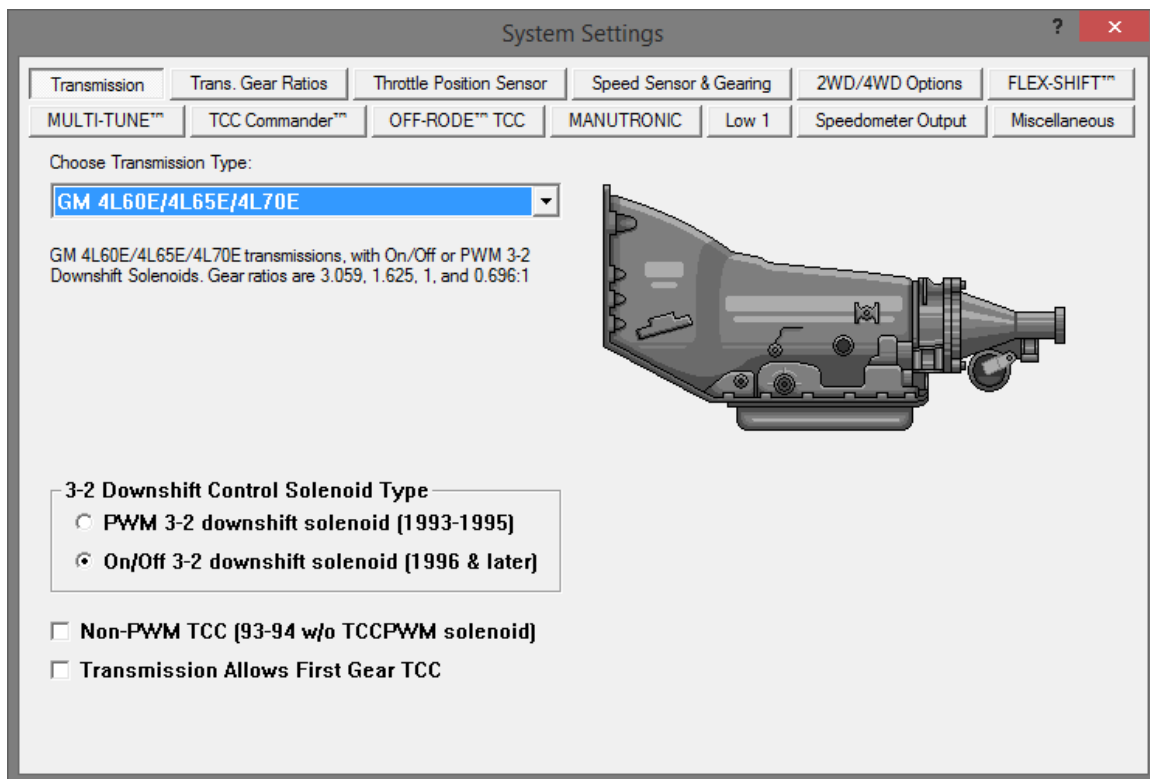 System Settings
?
×
Transmission
Trans. Gear Ratios
Throttle Position Sensor
Speed Sensor & Gearing
2WD/4WD Options
FLEX-SHIFT™
MULTI-TUNE™
TCC Commander™
OFF-RODE™ TCC
MANUTRONIC
Low 1
Speedometer Output
Miscellaneous
Choose Transmission Type:
GM 4L60E/4L65E/4L70E
GM 4L60E/4L65E/4L70E transmissions, with On/Off or PWM 3-2
Downshift Solenoids. Gear ratios are 3.059, 1.625, 1, and 0.696:1
3-2 Downshift Control Solenoid Type
PWM 3-2 downshift solenoid (1993-1995)
On/Off 3-2 downshift solenoid (1996 & later)
Non-PWM TCC (93-94 w/o TCCPWM solenoid)
Transmission Allows First Gear TCC